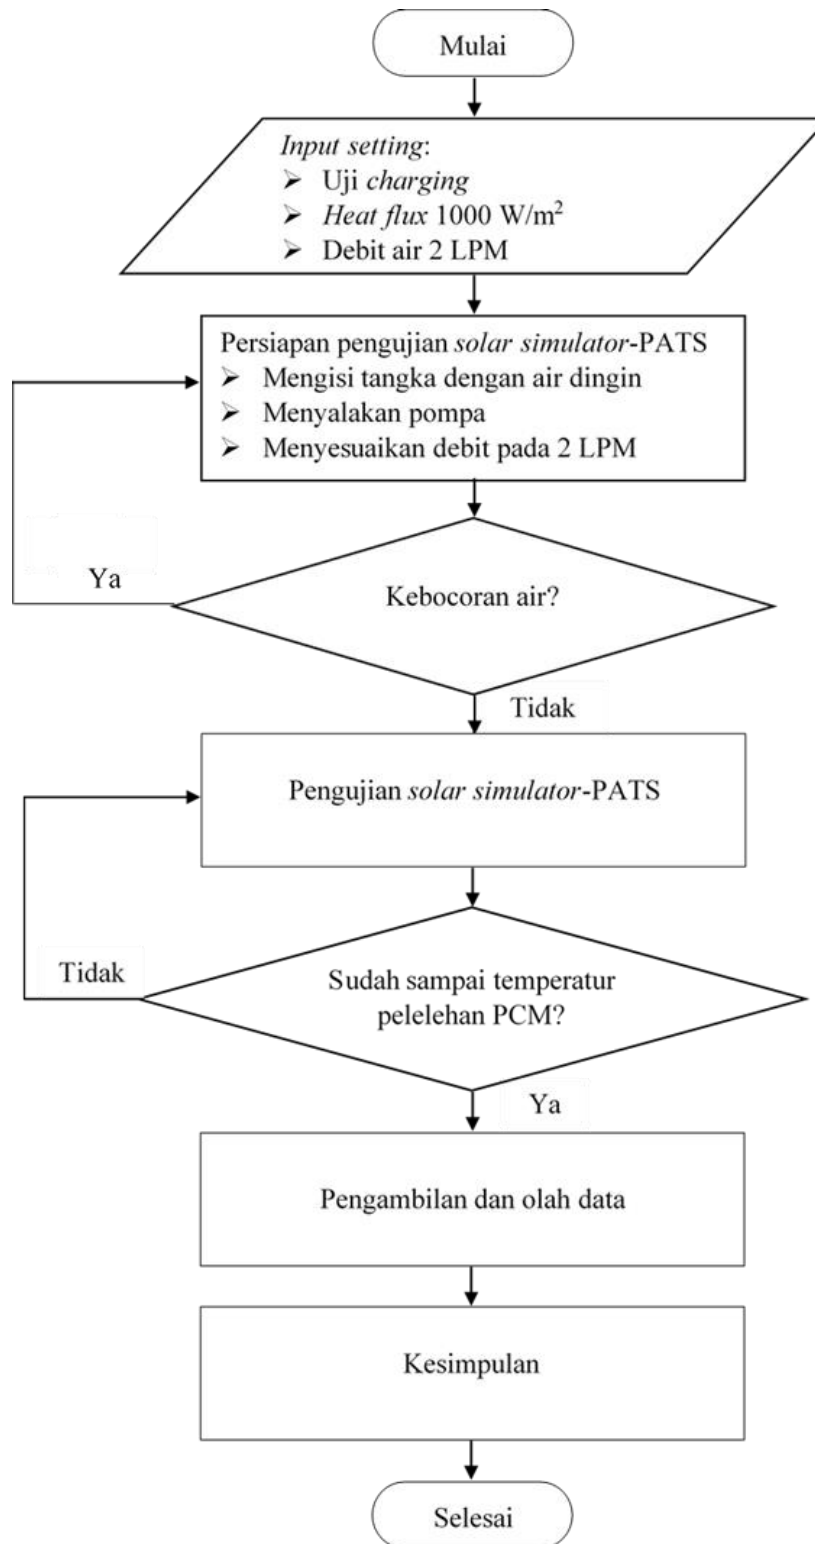 Mulai
Input setting:
➤ Uji charging
➤ Heat flux 1000 W/m²
➤ Debit air 2 LPM
Persiapan pengujian solar simulator-PATS
➤ Mengisi tangka dengan air dingin
➤ Menyalakan pompa
➤ Menyesuaikan debit pada 2 LPM
Ya
Kebocoran air?
Tidak
Pengujian solar simulator-PATS
Tidak
Sudah sampai temperatur
pelelehan PCM?
Ya
Pengambilan dan olah data
Kesimpulan
Selesai